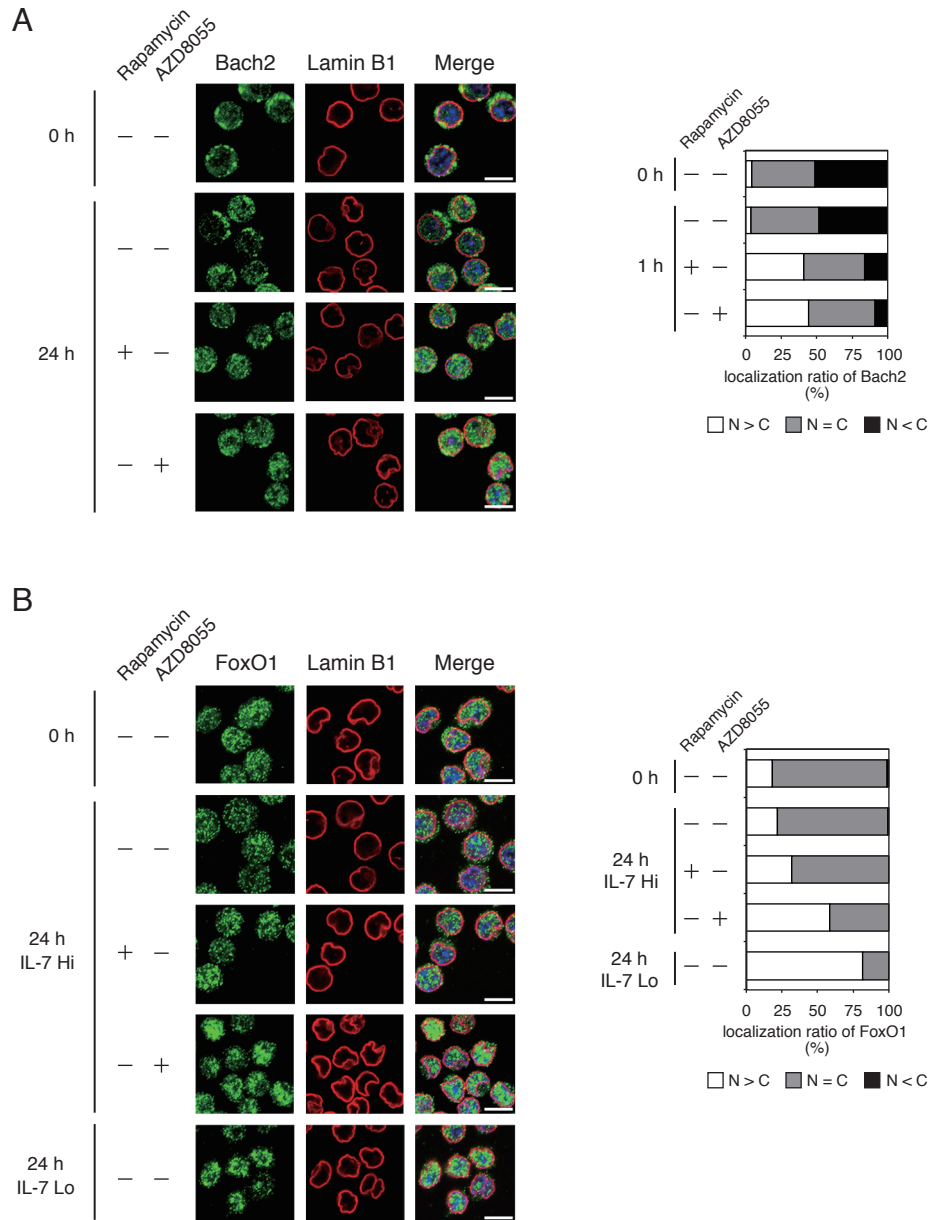 A
Rapamycin
AZD8055
Bach2 Lamin B1 Merge
0 h − −
− −
24 h + −
− +
Rapamycin
AZD8055
0 h − −
− −
1 h + −
− +
0 25 50 75 100
localization ratio of Bach2
(%)
N > C N = C N < C
B
Rapamycin
AZD8055
FoxO1 Lamin B1 Merge
0 h − −
− −
24 h
IL-7 Hi + −
− +
24 h
IL-7 Lo − −
Rapamycin
AZD8055
0 h − −
− −
24 h
IL-7 Hi + −
− +
24 h
IL-7 Lo − −
0 25 50 75 100
localization ratio of FoxO1
(%)
N > C N = C N < C